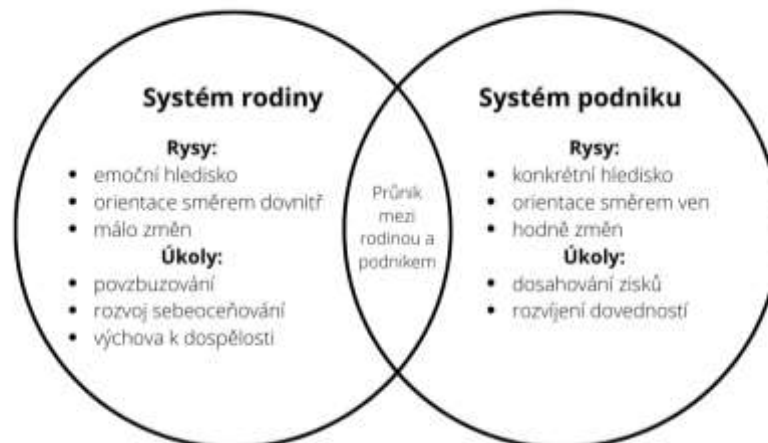 Systém rodiny
Rysy:
• emoční hledisko
• orientace směrem dovnitř
• málo změn
Úkoly:
• povzbuzování
• rozvoj sebeoceňování
• výchova k dospělosti
Průnik
mezi
rodinou a
podnikem
Systém podniku
Rysy:
• konkrétní hledisko
• orientace směrem ven
• hodně změn
Úkoly:
• dosahování zisků
• rozvíjení dovedností